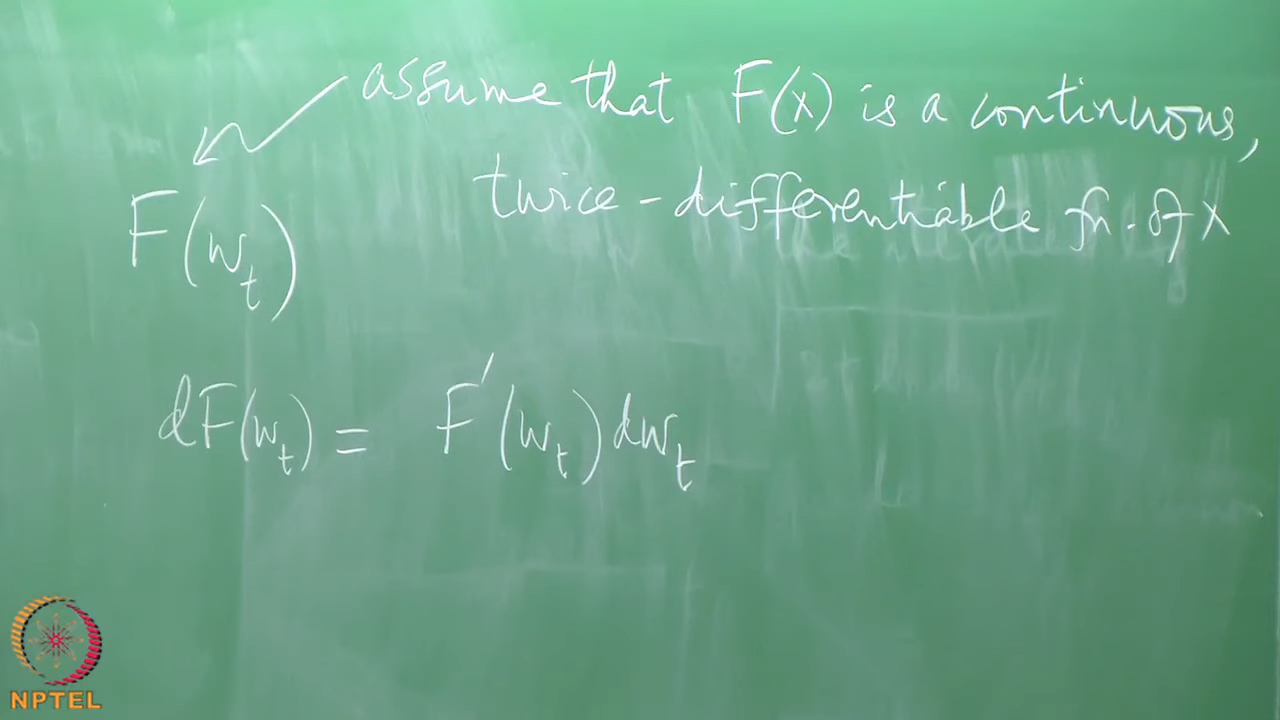 assume that F(x) is a continuous,
twice-differentiable fn. of x
F(w_t)
dF(w_t) = F'(w_t) dw_t
NPTEL